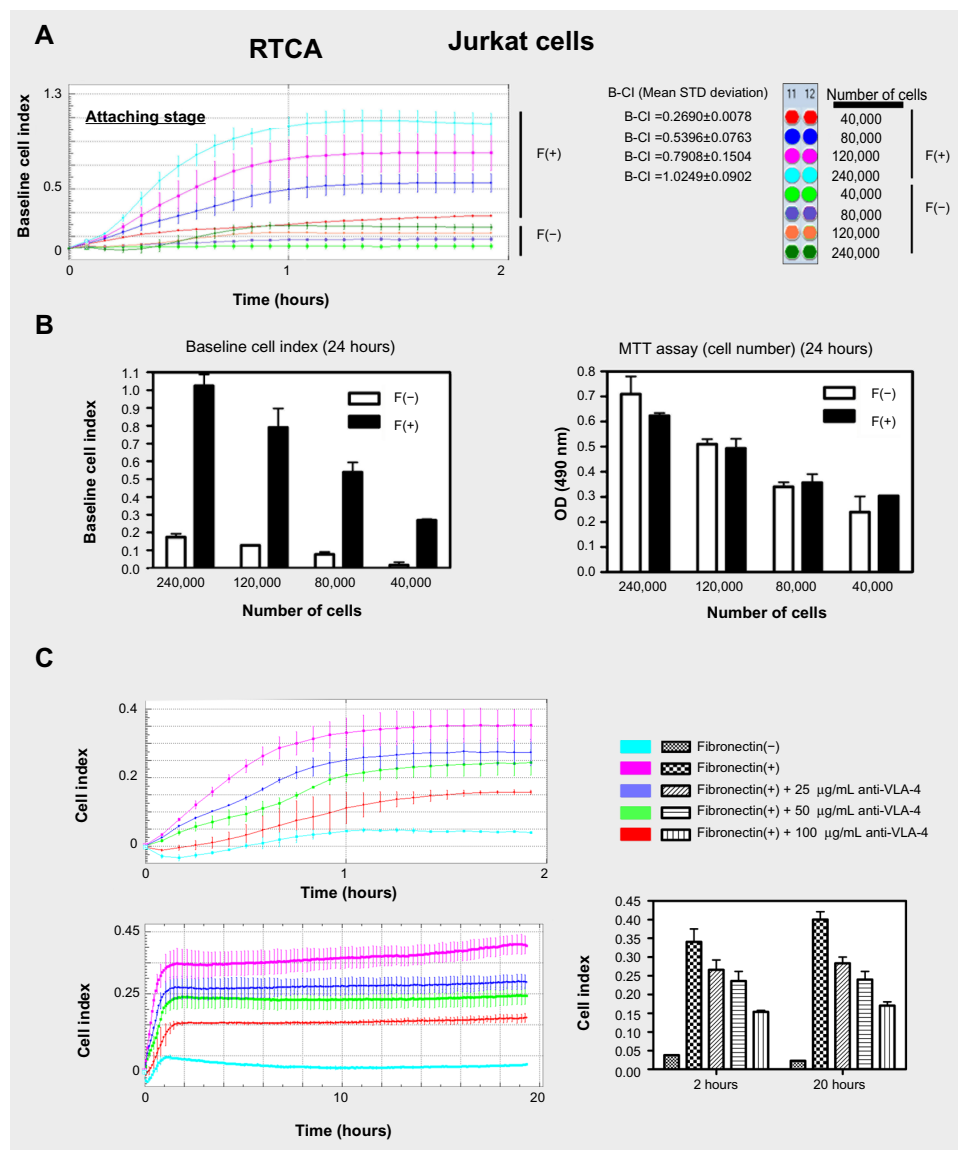 A
RTCA
Jurkat cells
Baseline cell index
1.3
0.5
0
Attaching stage
F(+)
F(−)
0
1
2
Time (hours)
B-CI (Mean STD deviation)
B-CI =0.2690±0.0078
B-CI =0.5396±0.0763
B-CI =0.7908±0.1504
B-CI =1.0249±0.0902
11 12
Number of cells
40,000
80,000
120,000
240,000
40,000
80,000
120,000
240,000
F(+)
F(−)
B
Baseline cell index (24 hours)
Baseline cell index
1.1
1.0
0.9
0.8
0.7
0.6
0.5
0.4
0.3
0.2
0.1
0.0
F(−)
F(+)
240,000
120,000
80,000
40,000
Number of cells
MTT assay (cell number) (24 hours)
OD (490 nm)
0.8
0.7
0.6
0.5
0.4
0.3
0.2
0.1
0.0
F(−)
F(+)
240,000
120,000
80,000
40,000
Number of cells
C
Cell index
0.4
0.2
0
0
1
2
Time (hours)
Fibronectin(−)
Fibronectin(+)
Fibronectin(+) + 25 μg/mL anti-VLA-4
Fibronectin(+) + 50 μg/mL anti-VLA-4
Fibronectin(+) + 100 μg/mL anti-VLA-4
Cell index
0.45
0.25
0
0
10
20
Time (hours)
Cell index
0.45
0.40
0.35
0.30
0.25
0.20
0.15
0.10
0.05
0.00
2 hours
20 hours